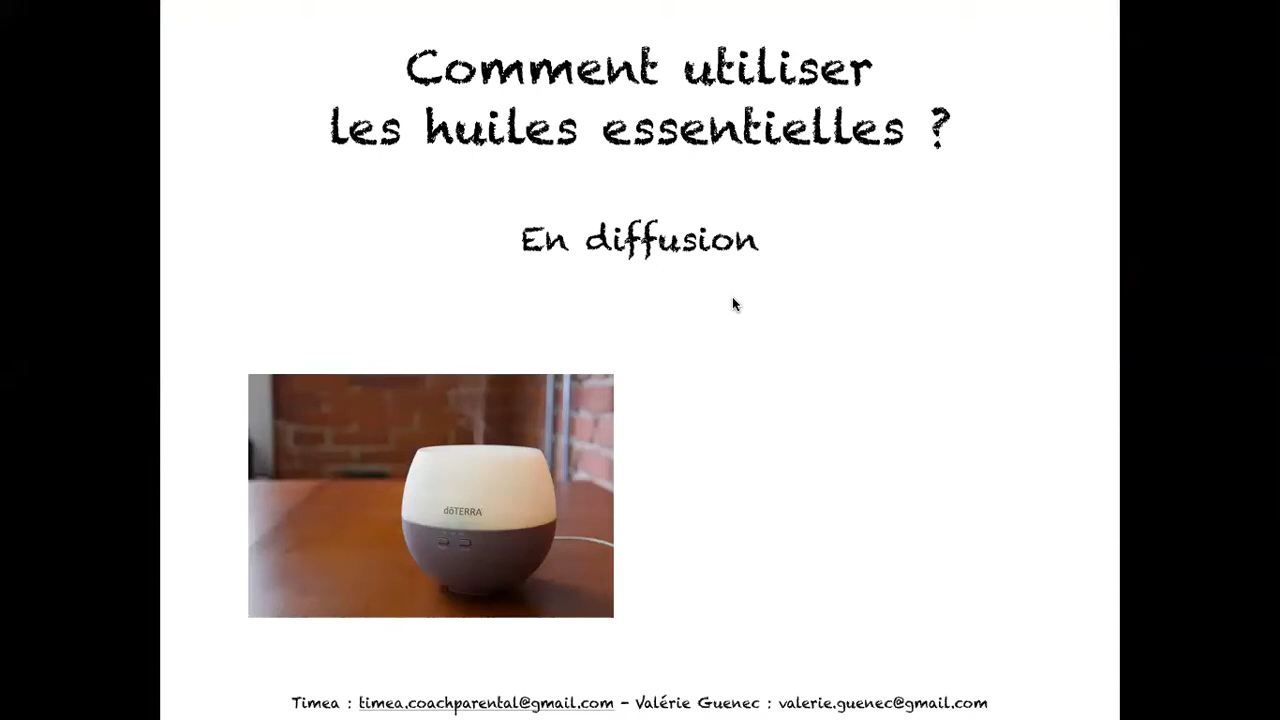 Comment utiliser
les huiles essentielles ?
En diffusion
dōTERRA
Timea : timea.coachparental@gmail.com - Valérie Guenec : valerie.guenec@gmail.com